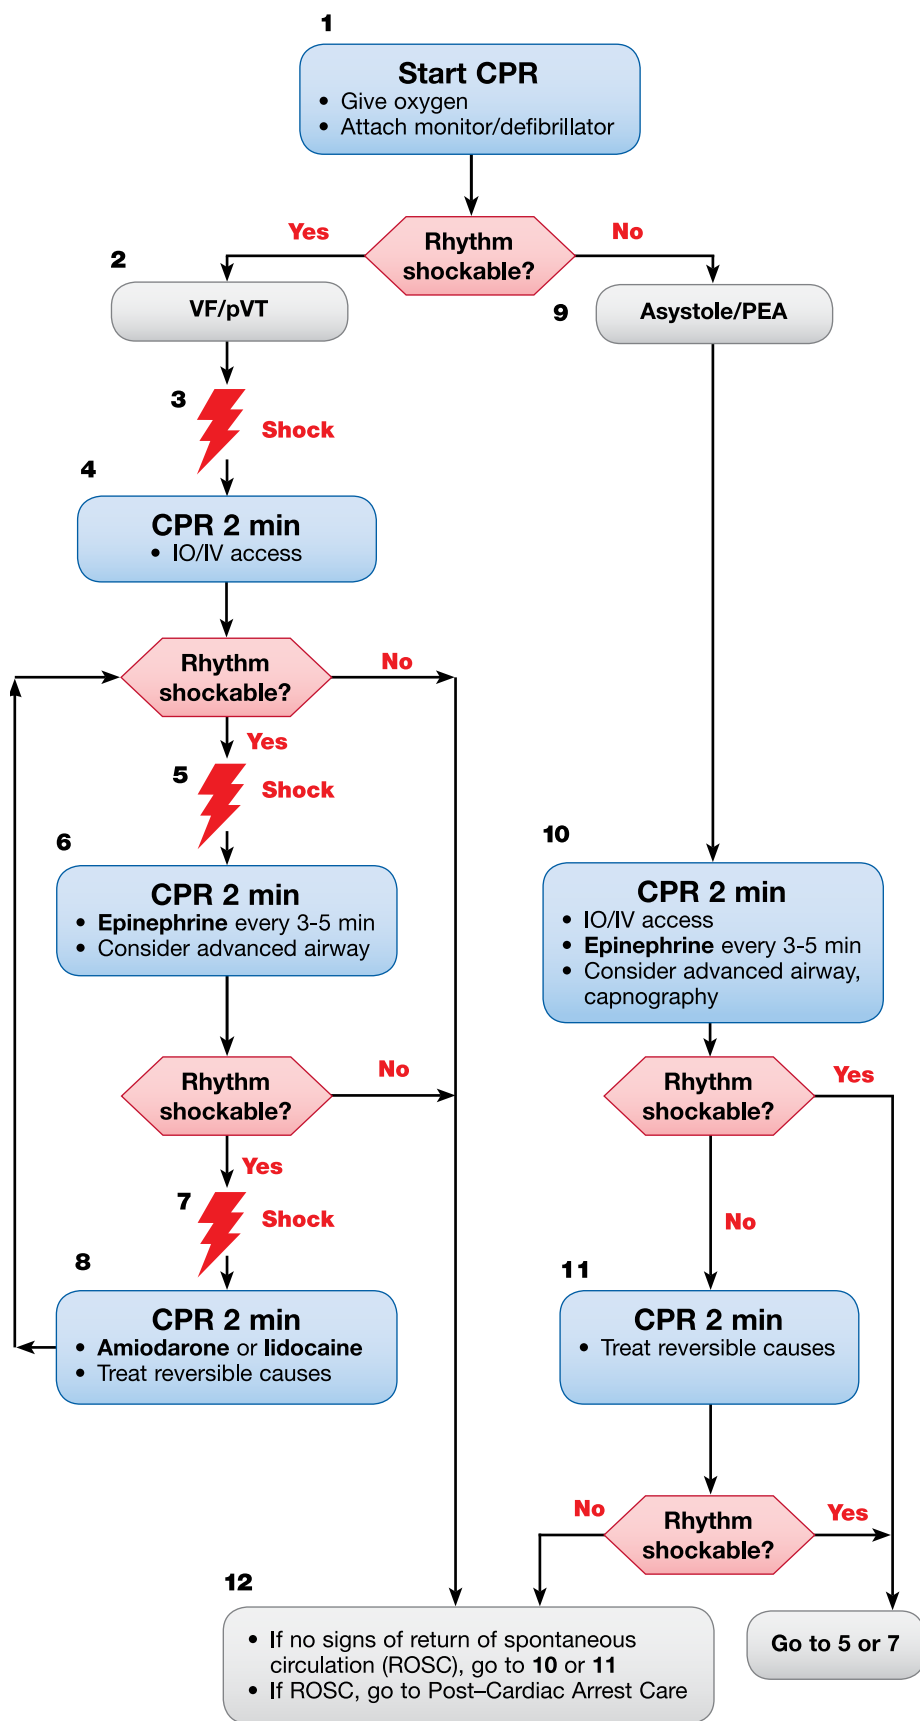 1
Start CPR
• Give oxygen
• Attach monitor/defibrillator
Rhythm
shockable?
Yes
No
2
VF/pVT
9
Asystole/PEA
3
Shock
4
CPR 2 min
• IO/IV access
Rhythm
shockable?
No
Yes
5
Shock
6
CPR 2 min
• Epinephrine every 3-5 min
• Consider advanced airway
Rhythm
shockable?
No
Yes
7
Shock
8
CPR 2 min
• Amiodarone or lidocaine
• Treat reversible causes
10
CPR 2 min
• IO/IV access
• Epinephrine every 3-5 min
• Consider advanced airway,
capnography
Rhythm
shockable?
Yes
No
11
CPR 2 min
• Treat reversible causes
Rhythm
shockable?
No
Yes
12
• If no signs of return of spontaneous
circulation (ROSC), go to 10 or 11
• If ROSC, go to Post–Cardiac Arrest Care
Go to 5 or 7